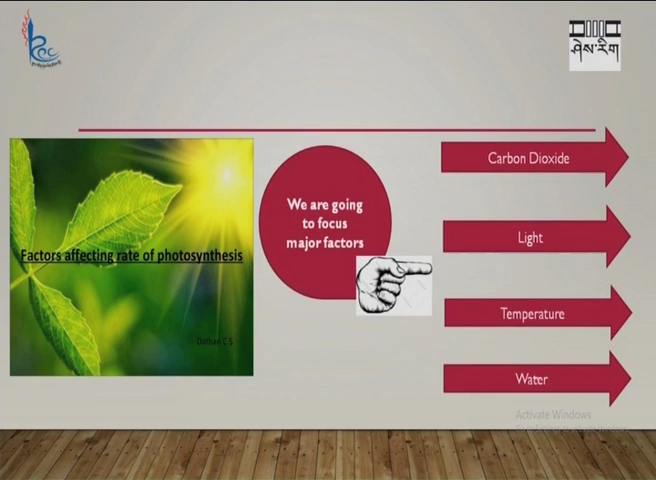 ཤེས་རིག
Factors affecting rate of photosynthesis
Dathan C S
We are going
to focus
major factors
Carbon Dioxide
Light
Temperature
Water
Activate Windows